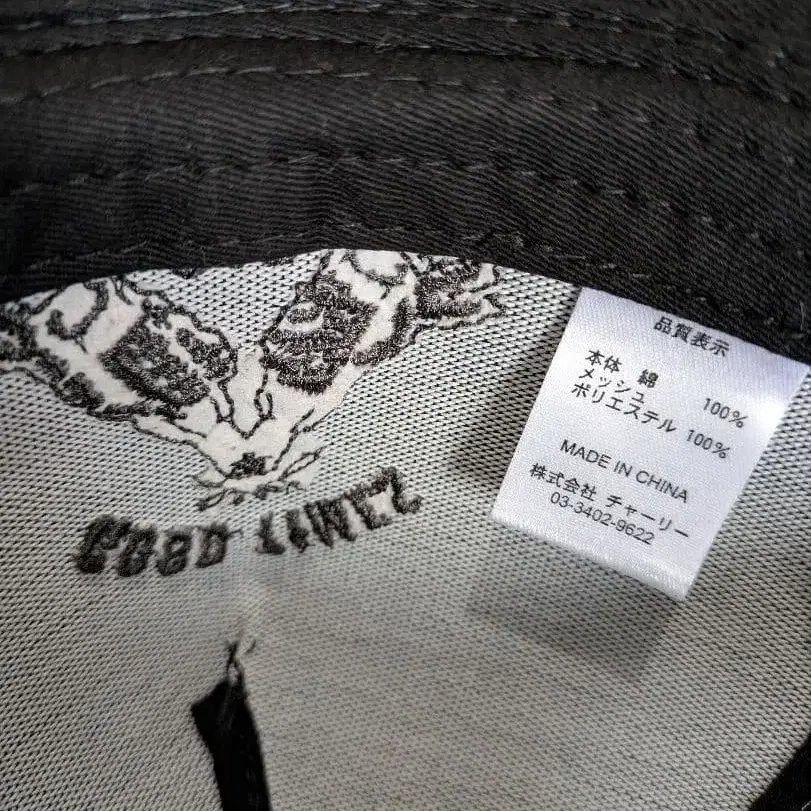 品質表示
本体 綿 100%
メッシュ
ポリエステル 100%
MADE IN CHINA
株式会社 チャーリー
03-3402-9622